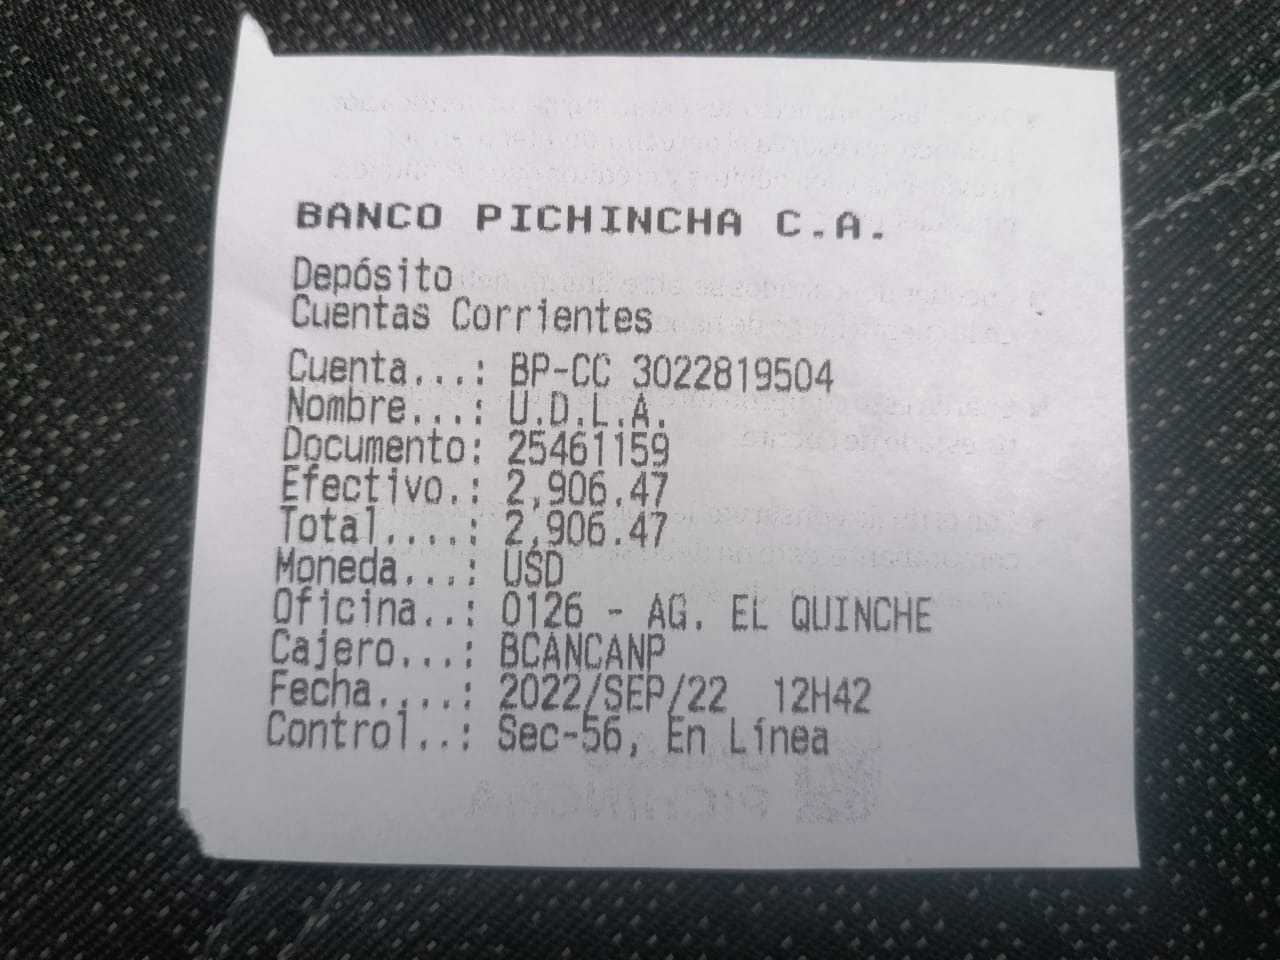 BANCO PICHINCHA C.A.
Depósito
Cuentas Corrientes
Cuenta...: BP-CC 3022819504
Nombre...: U.D.L.A.
Documento: 25461159
Efectivo.: 2,906.47
Total....: 2,906.47
Moneda...: USD
Oficina..: 0126 - AG. EL QUINCHE
Cajero...: BCANCANP
Fecha....: 2022/SEP/22 12H42
Control..: Sec-56, En Línea
PICHINCHA